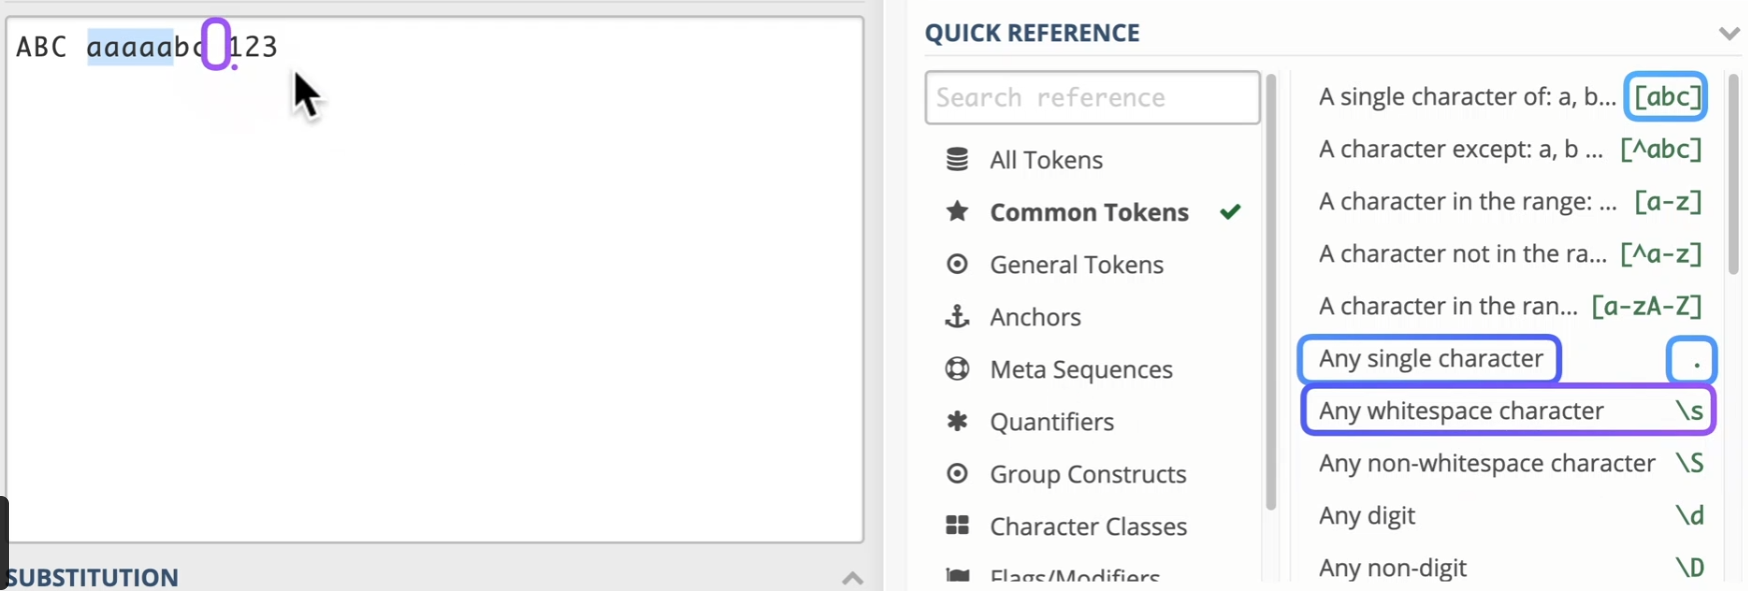 ABC aaaaabc 123
SUBSTITUTION
QUICK REFERENCE
Search reference
All Tokens
Common Tokens
General Tokens
Anchors
Meta Sequences
Quantifiers
Group Constructs
Character Classes
Flags/Modifiers
A single character of: a, b... [abc]
A character except: a, b ... [^abc]
A character in the range: ... [a-z]
A character not in the ra... [^a-z]
A character in the ran... [a-zA-Z]
Any single character .
Any whitespace character \s
Any non-whitespace character \S
Any digit \d
Any non-digit \D